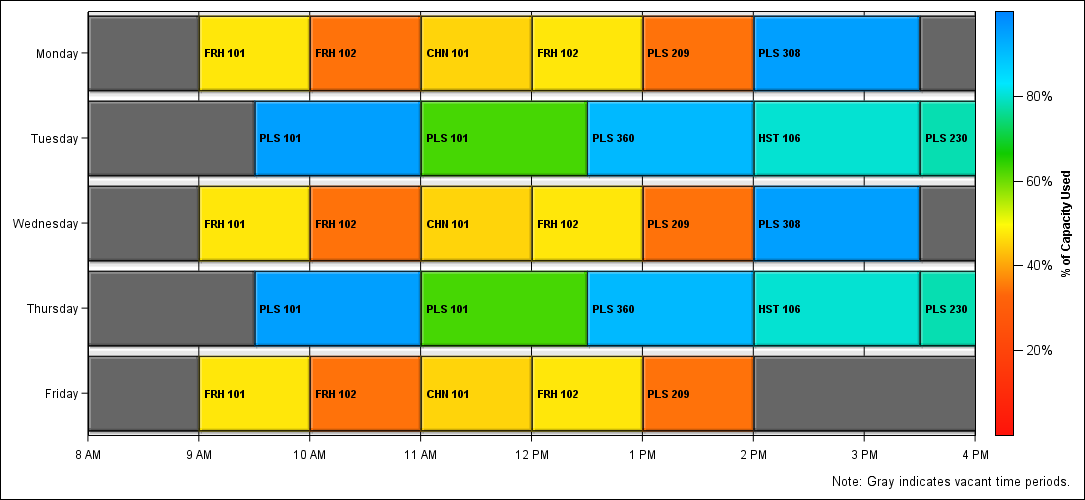 Monday FRH 101 FRH 102 CHN 101 FRH 102 PLS 209 PLS 308
Tuesday PLS 101 PLS 101 PLS 360 HST 106 PLS 230
Wednesday FRH 101 FRH 102 CHN 101 FRH 102 PLS 209 PLS 308
Thursday PLS 101 PLS 101 PLS 360 HST 106 PLS 230
Friday FRH 101 FRH 102 CHN 101 FRH 102 PLS 209
8 AM 9 AM 10 AM 11 AM 12 PM 1 PM 2 PM 3 PM 4 PM
80%
60%
40%
20%
% of Capacity Used
Note: Gray indicates vacant time periods.